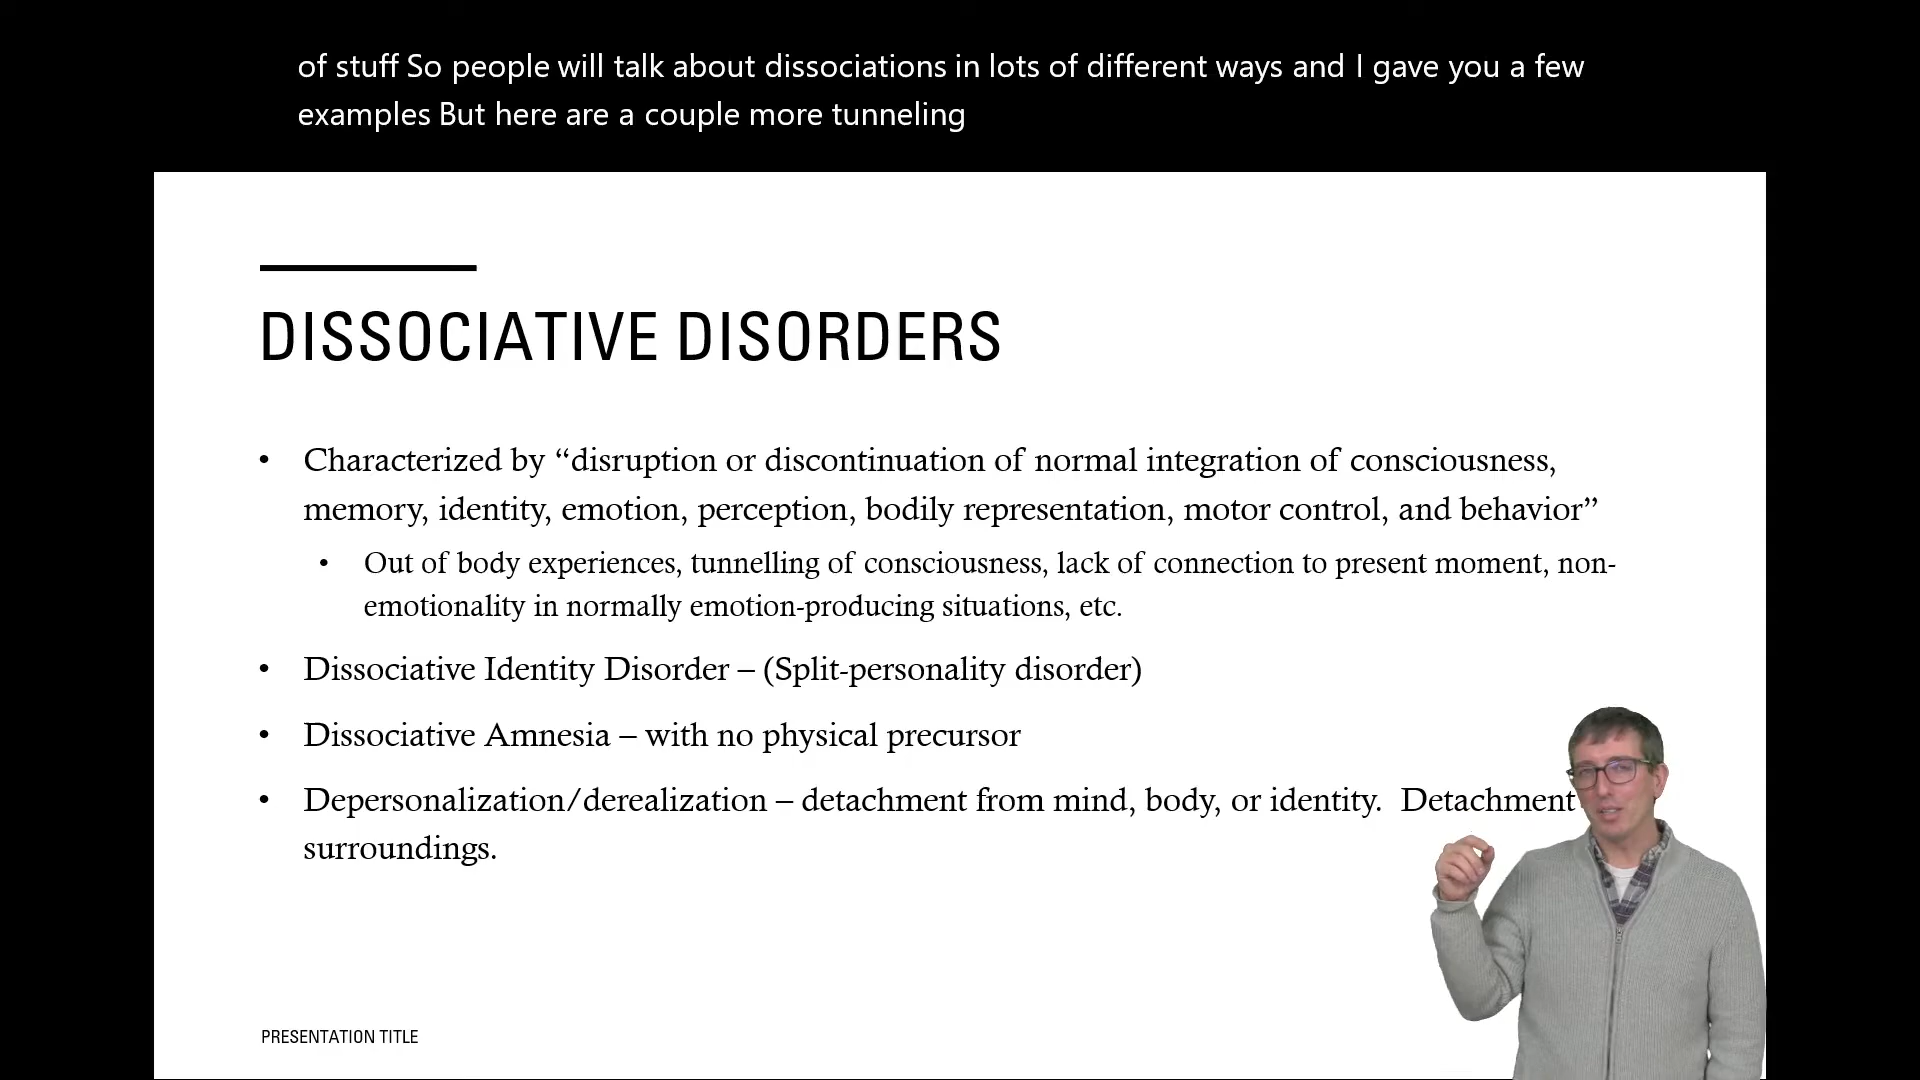 of stuff So people will talk about dissociations in lots of different ways and I gave you a few
examples But here are a couple more tunneling
DISSOCIATIVE DISORDERS
• Characterized by “disruption or discontinuation of normal integration of consciousness,
memory, identity, emotion, perception, bodily representation, motor control, and behavior”
• Out of body experiences, tunnelling of consciousness, lack of connection to present moment, non-
emotionality in normally emotion-producing situations, etc.
• Dissociative Identity Disorder – (Split-personality disorder)
• Dissociative Amnesia – with no physical precursor
• Depersonalization/derealization – detachment from mind, body, or identity. Detachment
surroundings.
PRESENTATION TITLE